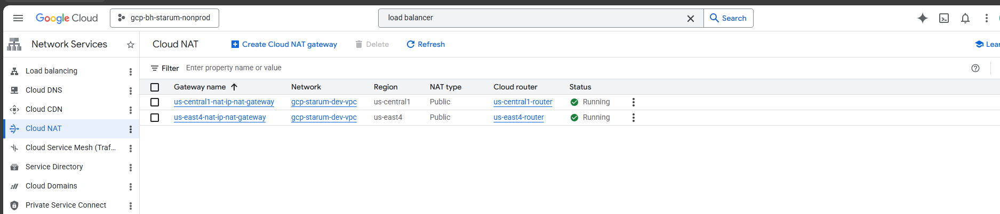 Google Cloud gcp-bh-starum-nonprod load balancer Search
Network Services Cloud NAT Create Cloud NAT gateway Delete Refresh
Load balancing
Cloud DNS
Cloud CDN
Cloud NAT
Cloud Service Mesh (Traf...
Service Directory
Cloud Domains
Private Service Connect
Filter Enter property name or value
Gateway name Network Region NAT type Cloud router Status
us-central1-nat-ip-nat-gateway gcp-starum-dev-vpc us-central1 Public us-central1-router Running
us-east4-nat-ip-nat-gateway gcp-starum-dev-vpc us-east4 Public us-east4-router Running